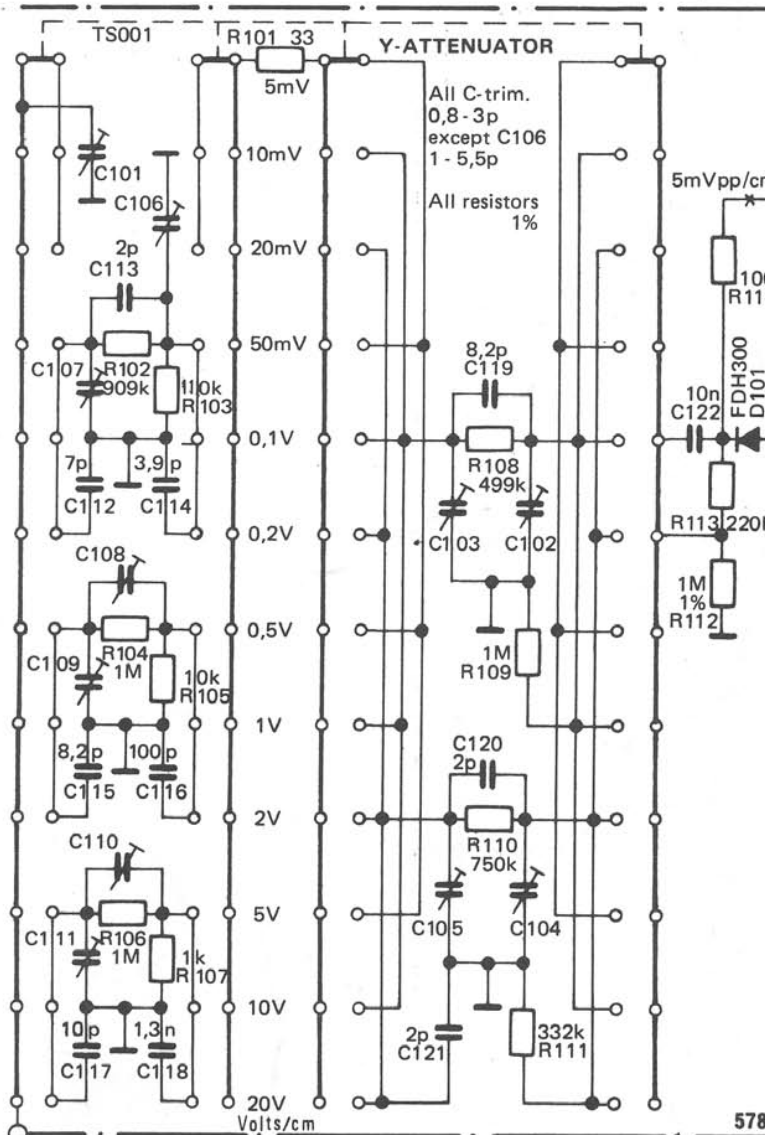 TS001
R101 33
5mV
Y-ATTENUATOR
All C-trim.
0,8 - 3p
except C106
1 - 5,5p
All resistors
1%
C101
10mV
C106
5mVpp/cm
20mV
2p
C113
R11
50mV
8,2p
C119
C107
R102
909k
R103
10n
C122
FDH300
D101
0,1V
R108
499k
7p
3,9p
C112
C114
C103
C102
0,2V
R113
C108
1M
1%
R112
0,5V
C109
R104
1M
10k
R105
1M
R109
1V
8,2p
100p
C115
C116
C120
2p
2V
C110
R110
750k
5V
C111
R106
1M
1k
R107
C105
C104
10V
10p
1,3n
C117
C118
2p
C121
332k
R111
20V
Volts/cm
578